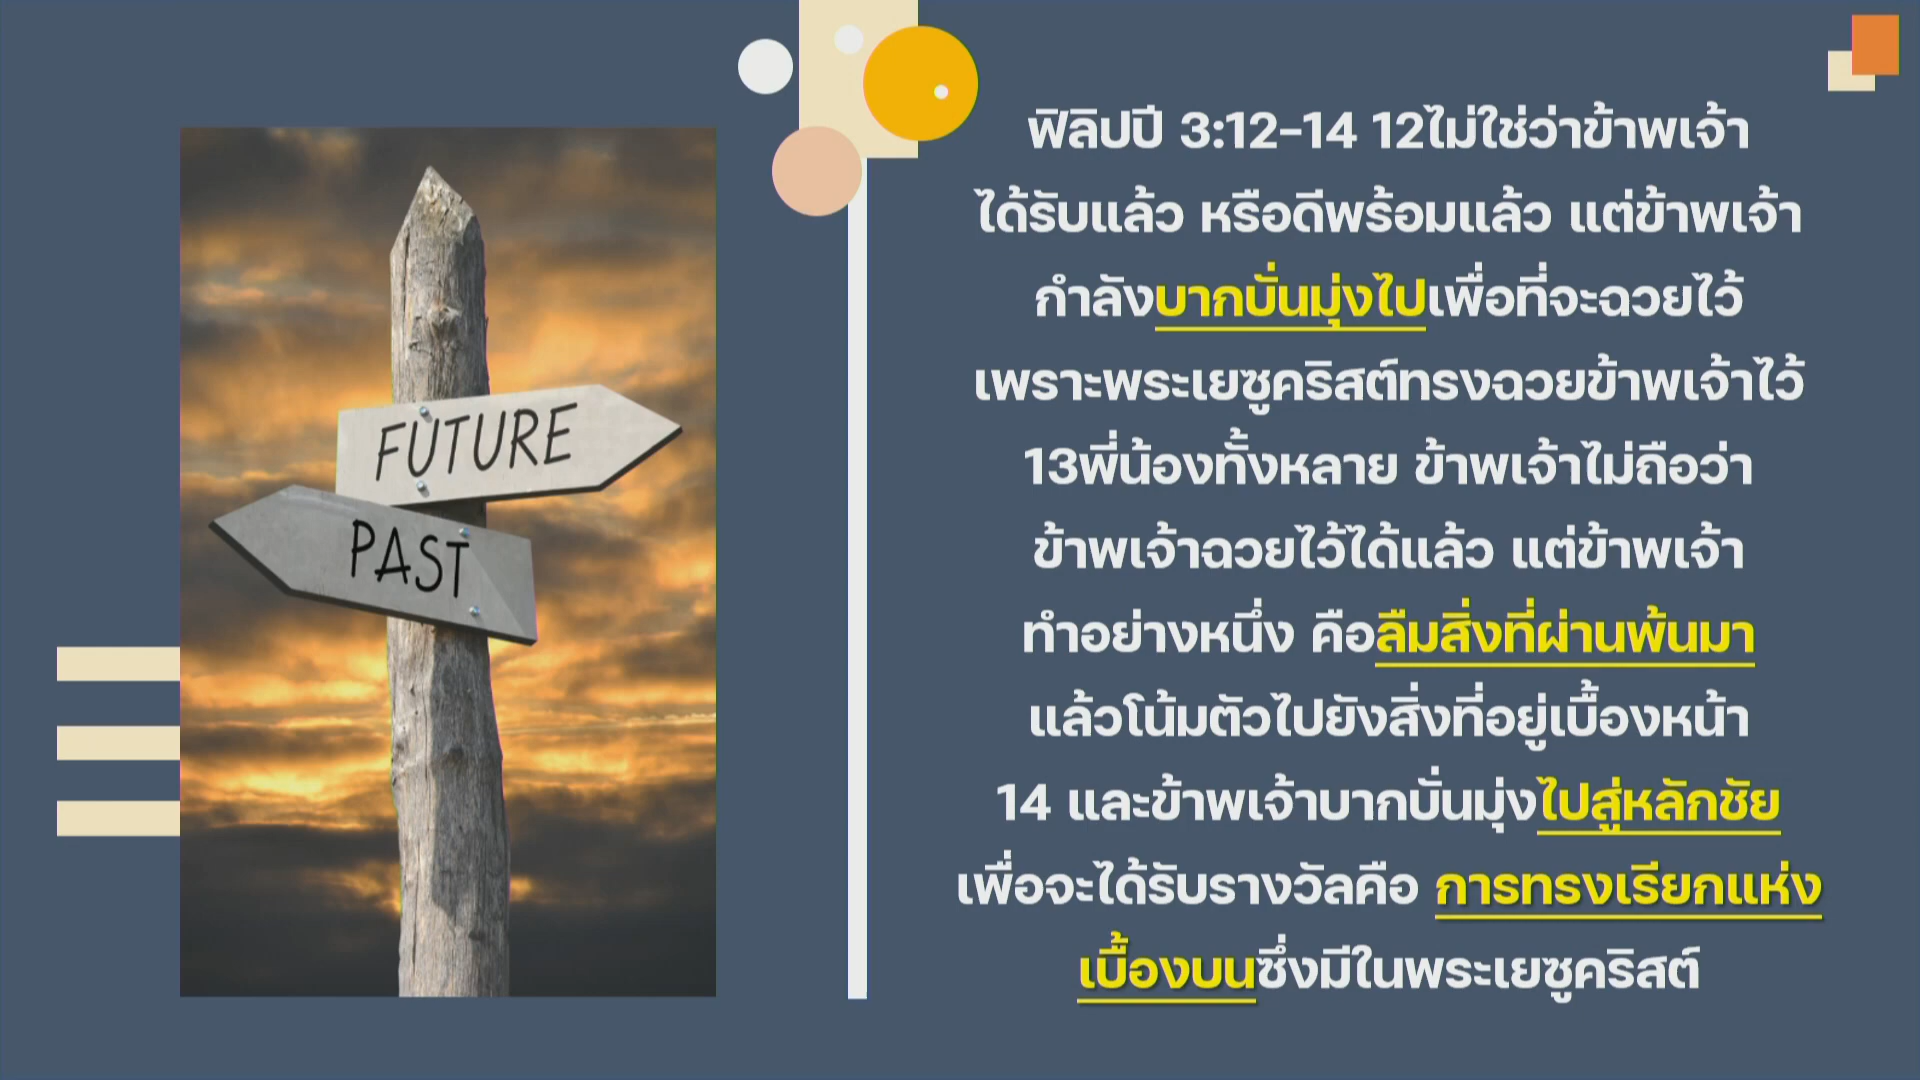 FUTURE
PAST
ฟิลิปปี 3:12-14 12ไม่ใช่ว่าข้าพเจ้า
ได้รับแล้ว หรือดีพร้อมแล้ว แต่ข้าพเจ้า
กำลังบากบั่นมุ่งไปเพื่อที่จะฉวยไว้
เพราะพระเยซูคริสต์ทรงฉวยข้าพเจ้าไว้
13พี่น้องทั้งหลาย ข้าพเจ้าไม่ถือว่า
ข้าพเจ้าฉวยไว้ได้แล้ว แต่ข้าพเจ้า
ทำอย่างหนึ่ง คือลืมสิ่งที่ผ่านพ้นมา
แล้วโน้มตัวไปยังสิ่งที่อยู่เบื้องหน้า
14 และข้าพเจ้าบากบั่นมุ่งไปสู่หลักชัย
เพื่อจะได้รับรางวัลคือ การทรงเรียกแห่ง
เบื้องบนซึ่งมีในพระเยซูคริสต์